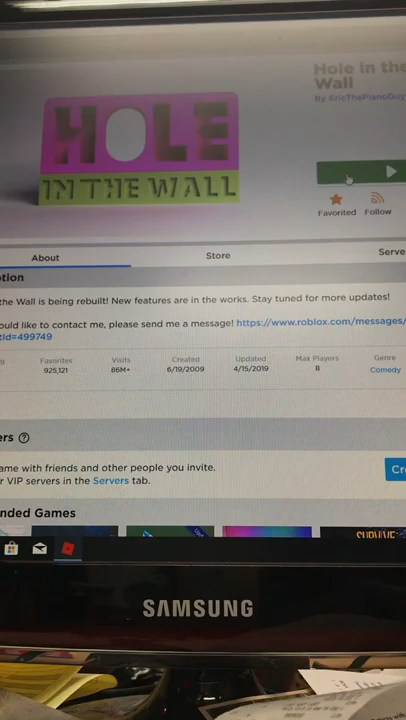 Hole in the
Wall
By EricThePianoGuy
HOLE
IN THE WALL
Favorited
Follow
About
Store
Serve
ption
the Wall is being rebuilt! New features are in the works. Stay tuned for more updates!
ould like to contact me, please send me a message! https://www.roblox.com/messages/
tId=499749
g
Favorites
Visits
Created
Updated
Max Players
Genre
925,121
86M+
6/19/2009
4/15/2019
8
Comedy
ers
ame with friends and other people you invite.
r VIP servers in the Servers tab.
Cre
nded Games
SAMSUNG